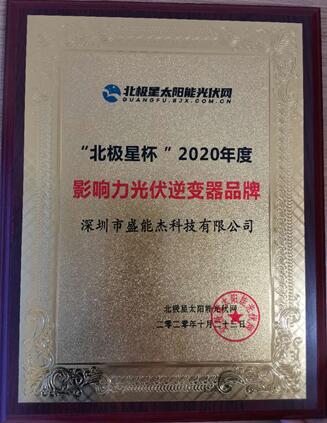 北极星太阳能光伏网
GUANGFU.BJX.COM.CN
“北极星杯”2020年度
影响力光伏逆变器品牌
深圳市盛能杰科技有限公司
北极星太阳能光伏网
二零二零年十月二十三日